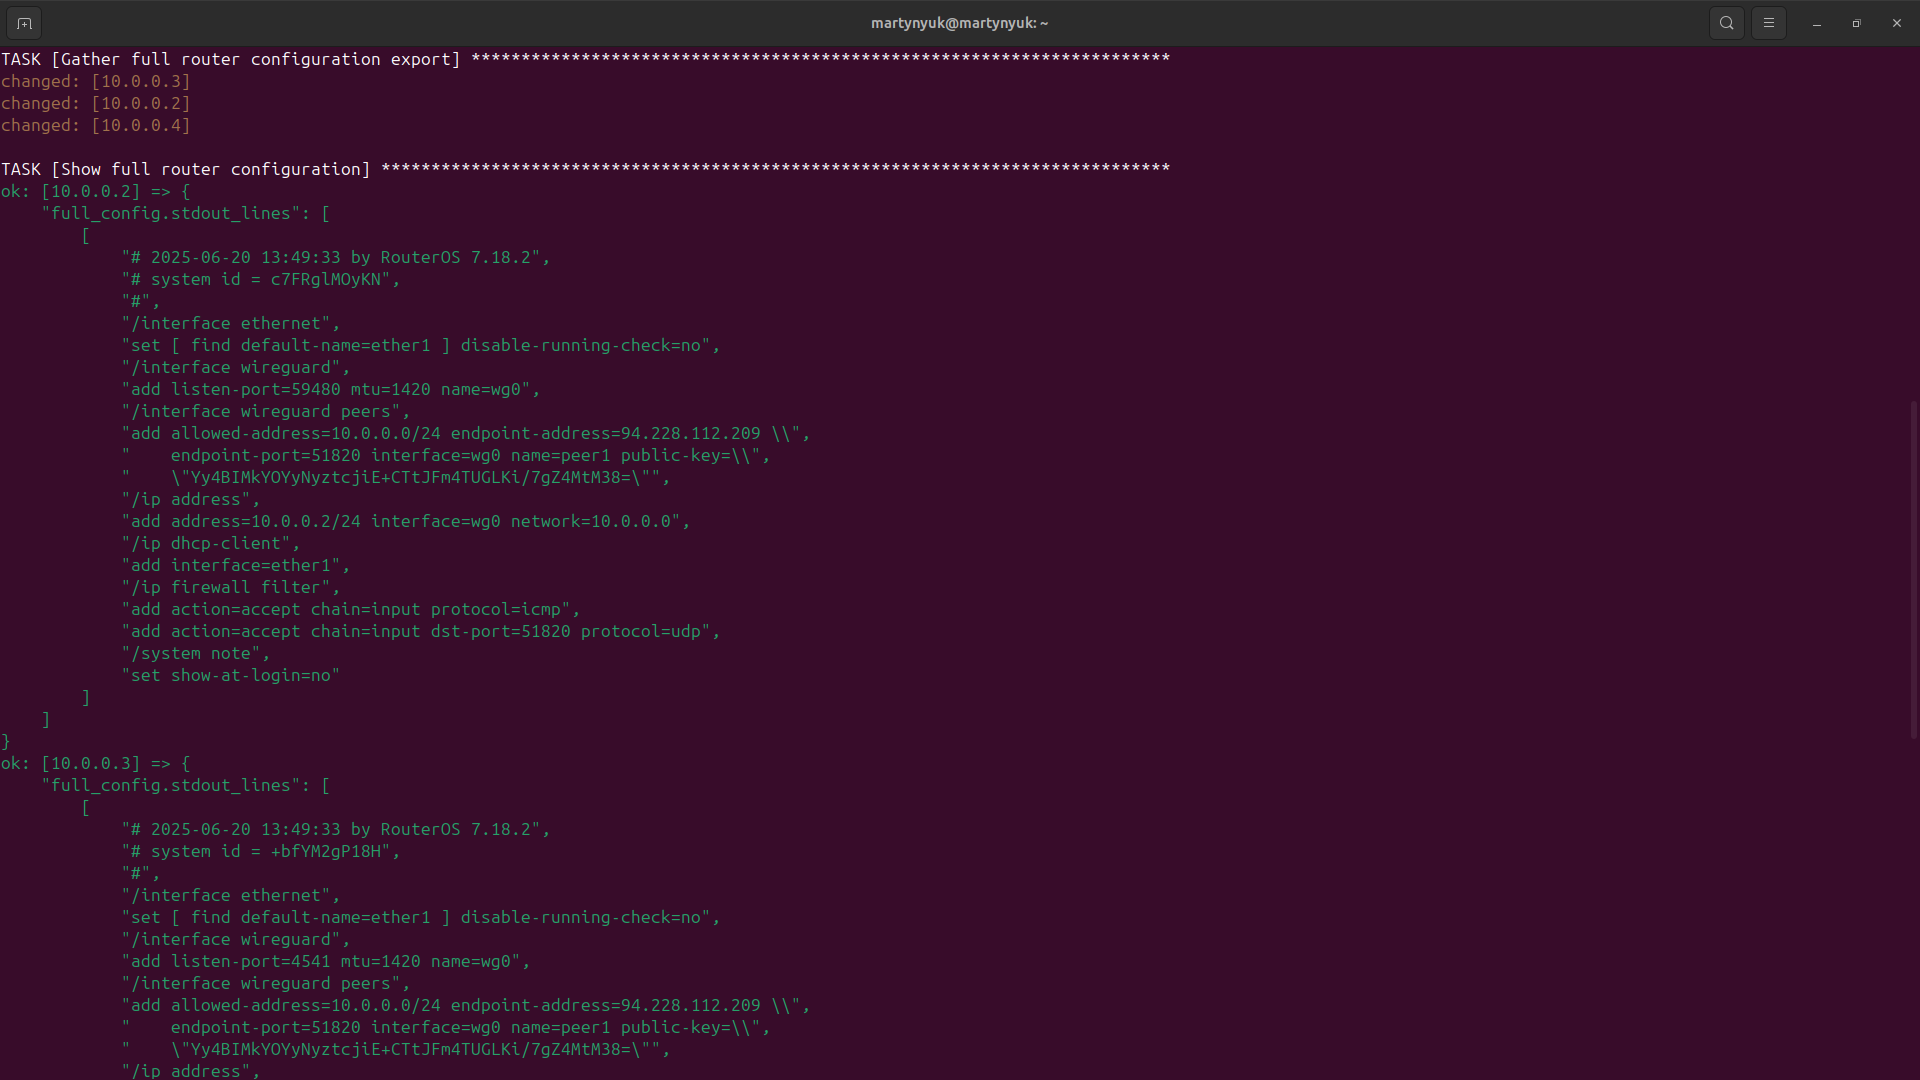 martynyuk@martynyuk: ~
TASK [Gather full router configuration export] **********************************************************************
changed: [10.0.0.3]
changed: [10.0.0.2]
changed: [10.0.0.4]
TASK [Show full router configuration] *******************************************************************************
ok: [10.0.0.2] => {
    "full_config.stdout_lines": [
        [
            "# 2025-06-20 13:49:33 by RouterOS 7.18.2",
            "# system id = c7FRglMOyKN",
            "#",
            "/interface ethernet",
            "set [ find default-name=ether1 ] disable-running-check=no",
            "/interface wireguard",
            "add listen-port=59480 mtu=1420 name=wg0",
            "/interface wireguard peers",
            "add allowed-address=10.0.0.0/24 endpoint-address=94.228.112.209 \\",
            "    endpoint-port=51820 interface=wg0 name=peer1 public-key=\\",
            "    \"Yy4BIMkYOYyNyztcjiE+CTtJFm4TUGLKi/7gZ4MtM38=\"",
            "/ip address",
            "add address=10.0.0.2/24 interface=wg0 network=10.0.0.0",
            "/ip dhcp-client",
            "add interface=ether1",
            "/ip firewall filter",
            "add action=accept chain=input protocol=icmp",
            "add action=accept chain=input dst-port=51820 protocol=udp",
            "/system note",
            "set show-at-login=no"
        ]
    ]
}
ok: [10.0.0.3] => {
    "full_config.stdout_lines": [
        [
            "# 2025-06-20 13:49:33 by RouterOS 7.18.2",
            "# system id = +bfYM2gP18H",
            "#",
            "/interface ethernet",
            "set [ find default-name=ether1 ] disable-running-check=no",
            "/interface wireguard",
            "add listen-port=4541 mtu=1420 name=wg0",
            "/interface wireguard peers",
            "add allowed-address=10.0.0.0/24 endpoint-address=94.228.112.209 \\",
            "    endpoint-port=51820 interface=wg0 name=peer1 public-key=\\",
            "    \"Yy4BIMkYOYyNyztcjiE+CTtJFm4TUGLKi/7gZ4MtM38=\"",
            "/ip address",